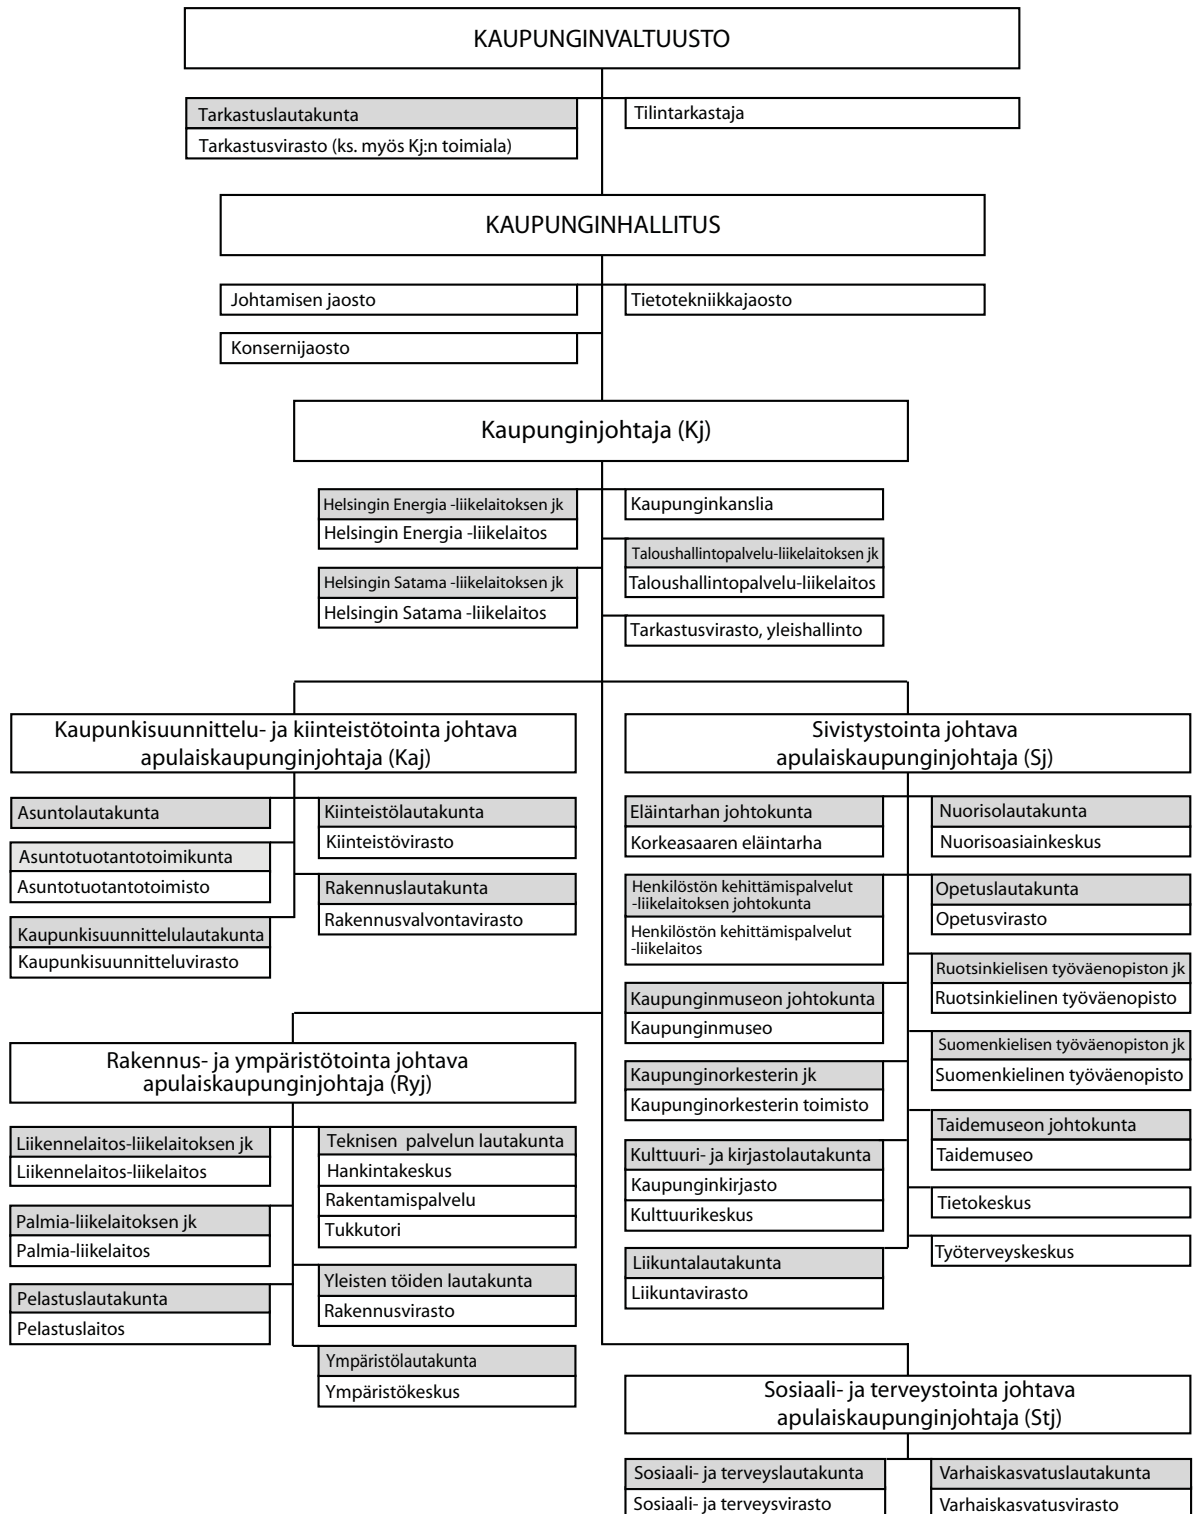 KAUPUNGINVALTUUSTO
Tarkastuslautakunta
Tarkastusvirasto (ks. myös Kj:n toimiala)
Tilintarkastaja
KAUPUNGINHALLITUS
Johtamisen jaosto
Tietotekniikkajaosto
Konsernijaosto
Kaupunginjohtaja (Kj)
Helsingin Energia -liikelaitoksen jk
Helsingin Energia -liikelaitos
Kaupunginkanslia
Taloushallintopalvelu-liikelaitoksen jk
Taloushallintopalvelu-liikelaitos
Helsingin Satama -liikelaitoksen jk
Helsingin Satama -liikelaitos
Tarkastusvirasto, yleishallinto
Kaupunkisuunnittelu- ja kiinteistötointa johtava
apulaiskaupunginjohtaja (Kaj)
Asuntolautakunta
Asuntotuotantotoimikunta
Asuntotuotantotoimisto
Kaupunkisuunnittelulautakunta
Kaupunkisuunnitteluvirasto
Kiinteistölautakunta
Kiinteistövirasto
Rakennuslautakunta
Rakennusvalvontavirasto
Sivistystointa johtava
apulaiskaupunginjohtaja (Sj)
Eläintarhan johtokunta
Korkeasaaren eläintarha
Henkilöstön kehittämispalvelut
-liikelaitoksen johtokunta
Henkilöstön kehittämispalvelut
-liikelaitos
Kaupunginmuseon johtokunta
Kaupunginmuseo
Kaupunginorkesterin jk
Kaupunginorkesterin toimisto
Kulttuuri- ja kirjastolautakunta
Kaupunginkirjasto
Kulttuurikeskus
Liikuntalautakunta
Liikuntavirasto
Nuorisolautakunta
Nuorisoasiainkeskus
Opetuslautakunta
Opetusvirasto
Ruotsinkielisen työväenopiston jk
Ruotsinkielinen työväenopisto
Suomenkielisen työväenopiston jk
Suomenkielinen työväenopisto
Taidemuseon johtokunta
Taidemuseo
Tietokeskus
Työterveyskeskus
Rakennus- ja ympäristötointa johtava
apulaiskaupunginjohtaja (Ryj)
Liikennelaitos-liikelaitoksen jk
Liikennelaitos-liikelaitos
Palmia-liikelaitoksen jk
Palmia-liikelaitos
Pelastuslautakunta
Pelastuslaitos
Teknisen palvelun lautakunta
Hankintakeskus
Rakentamispalvelu
Tukkutori
Yleisten töiden lautakunta
Rakennusvirasto
Ympäristölautakunta
Ympäristökeskus
Sosiaali- ja terveystointa johtava
apulaiskaupunginjohtaja (Stj)
Sosiaali- ja terveyslautakunta
Sosiaali- ja terveysvirasto
Varhaiskasvatuslautakunta
Varhaiskasvatusvirasto